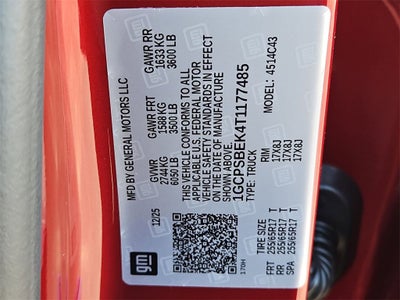 MFD BY GENERAL MOTORS LLC
12/25
GVWR
2744 KG
6050 LB
GAWR FRT
1588 KG
3500 LB
GAWR RR
1633 KG
3600 LB
THIS VEHICLE CONFORMS TO ALL
APPLICABLE U.S. FEDERAL MOTOR
VEHICLE SAFETY STANDARDS IN EFFECT
ON THE DATE OF MANUFACTURE
SHOWN ABOVE.
1GCPSBEK4T1177485
TYPE: TRUCK
MODEL: 4514C43
gm
170H
TIRE SIZE
RIM
FRT 255/65R17 T 17X8J
RR 255/65R17 T 17X8J
SPA 255/65R17 T 17X8J